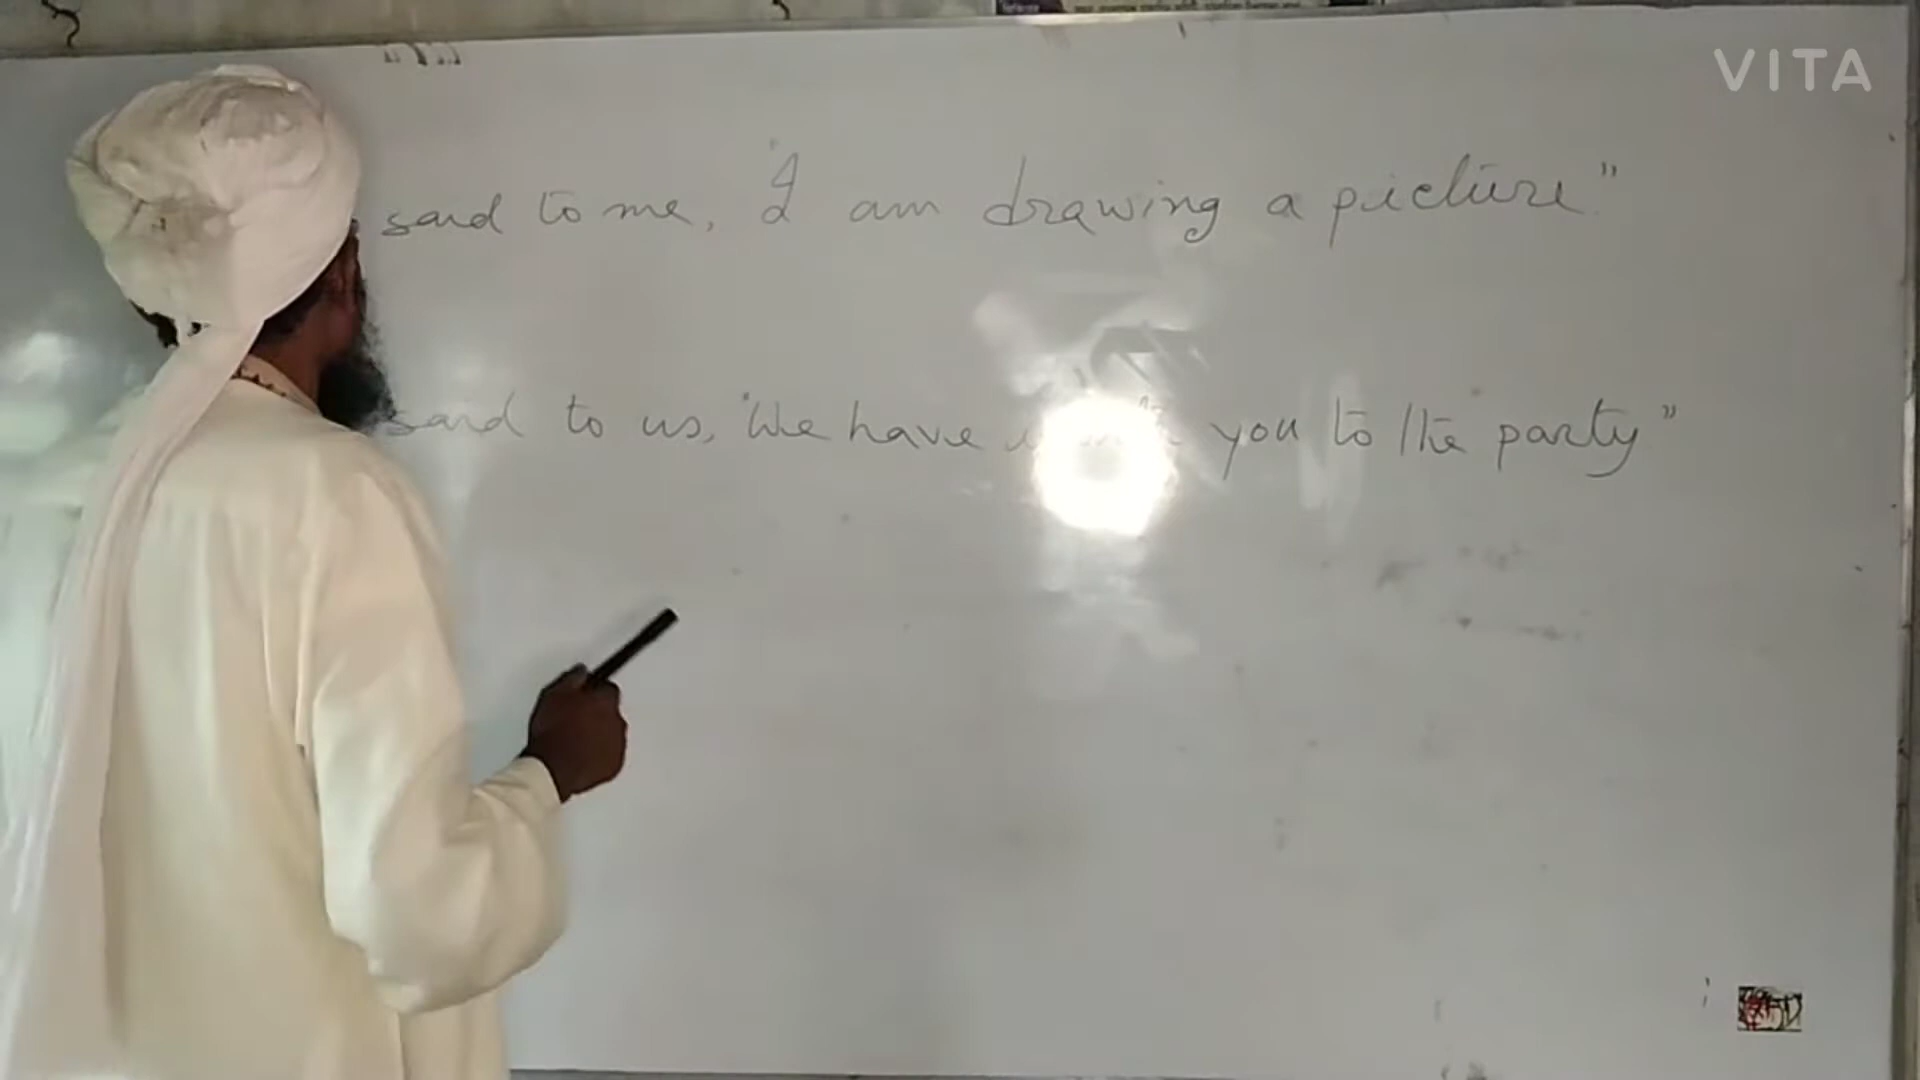 VITA
said to me, "I am drawing a picture."
said to us, "We have you to the party"